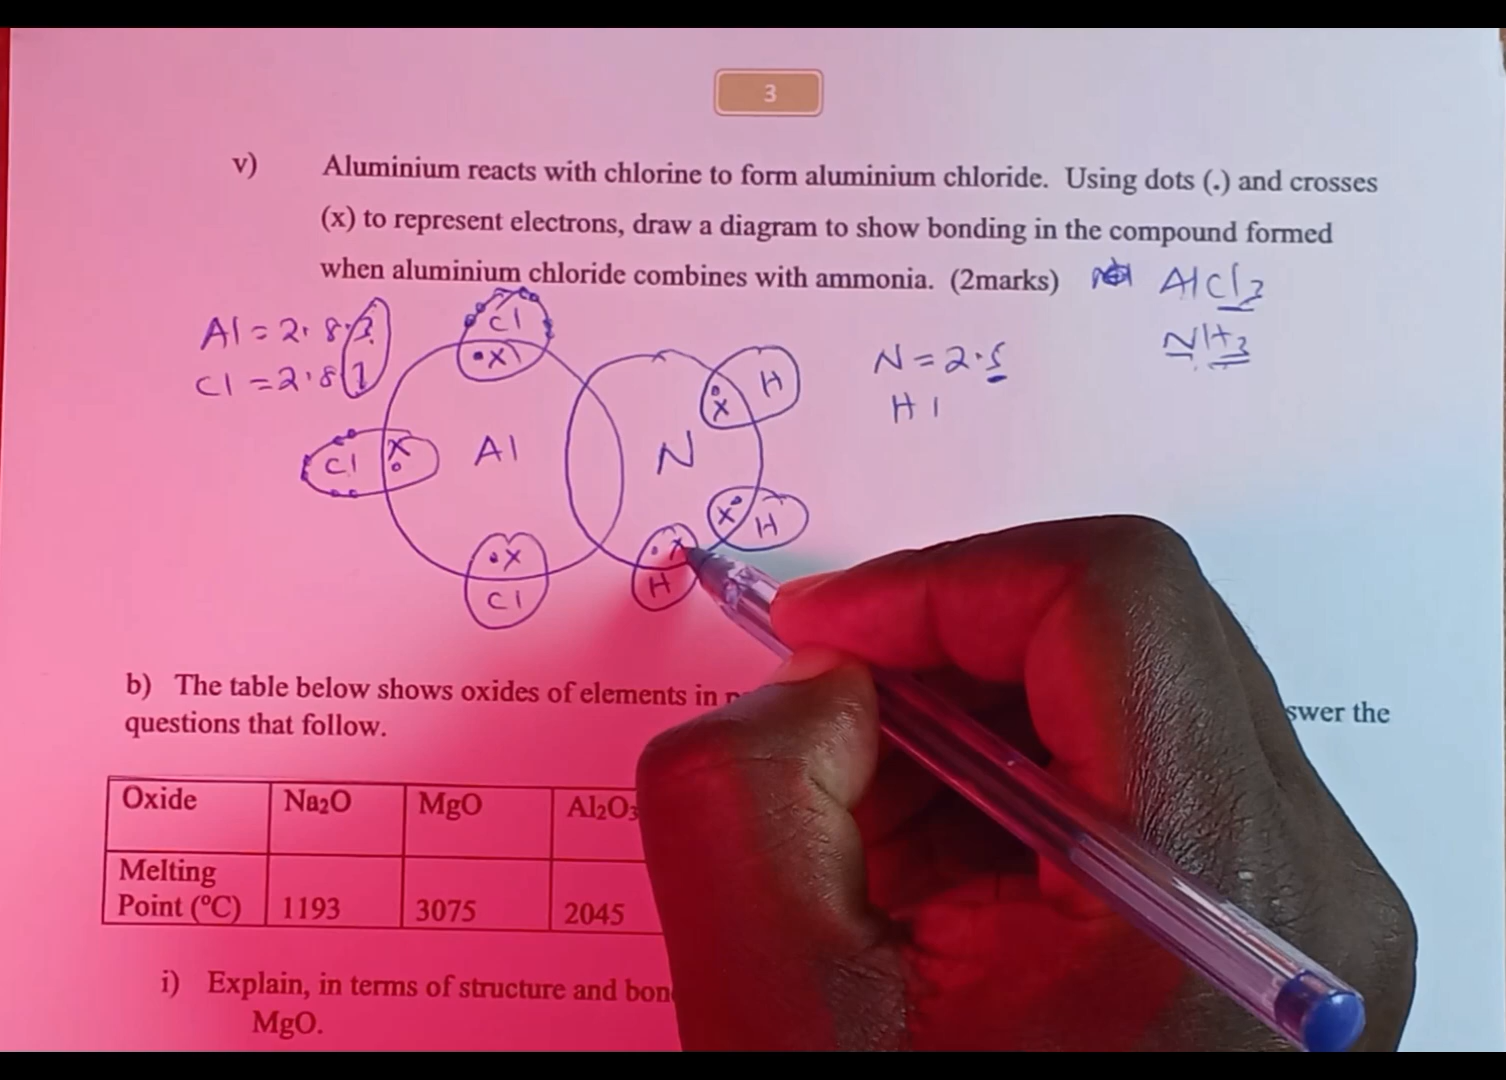 3
v) Aluminium reacts with chlorine to form aluminium chloride. Using dots (.) and crosses
(x) to represent electrons, draw a diagram to show bonding in the compound formed
when aluminium chloride combines with ammonia. (2marks) AlCl3
NH3
Al = 2.8.3
Cl = 2.8.7
N = 2.5
H 1
Cl
•x
H
•x
Cl x• Al N
x• H
•x
Cl
•x
H
b) The table below shows oxides of elements in
swer the
questions that follow.
Oxide Na2O MgO Al2O3
Melting
Point (°C) 1193 3075 2045
i) Explain, in terms of structure and
MgO.